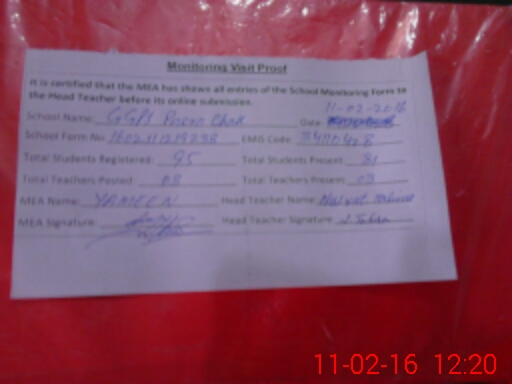 Monitoring Visit Proof
It is certified that the MEA has shown all entries of the School Monitoring Form to
the Head Teacher before its online submission.
11-02-2016
School Name: GGPS Chak Date
School Form No EMIS Code:
Total Students Registered: 95 Total Students Present: 81
Total Teachers Posted: 03 Total Teachers Present: 03
MEA Name: YAMEEN Head Teacher Name:
MEA Signature: Head Teacher Signature
11-02-16 12:20